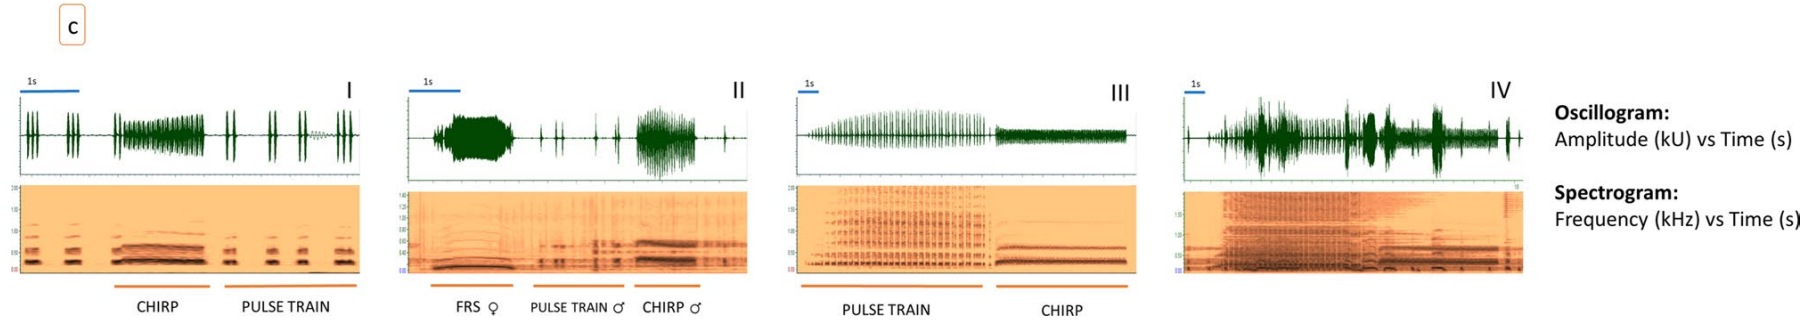 c
1s
I
1s
II
1s
III
1s
IV
Oscillogram:
Amplitude (kU) vs Time (s)
Spectrogram:
Frequency (kHz) vs Time (s)
CHIRP
PULSE TRAIN
FRS ♀
PULSE TRAIN ♂
CHIRP ♂
PULSE TRAIN
CHIRP